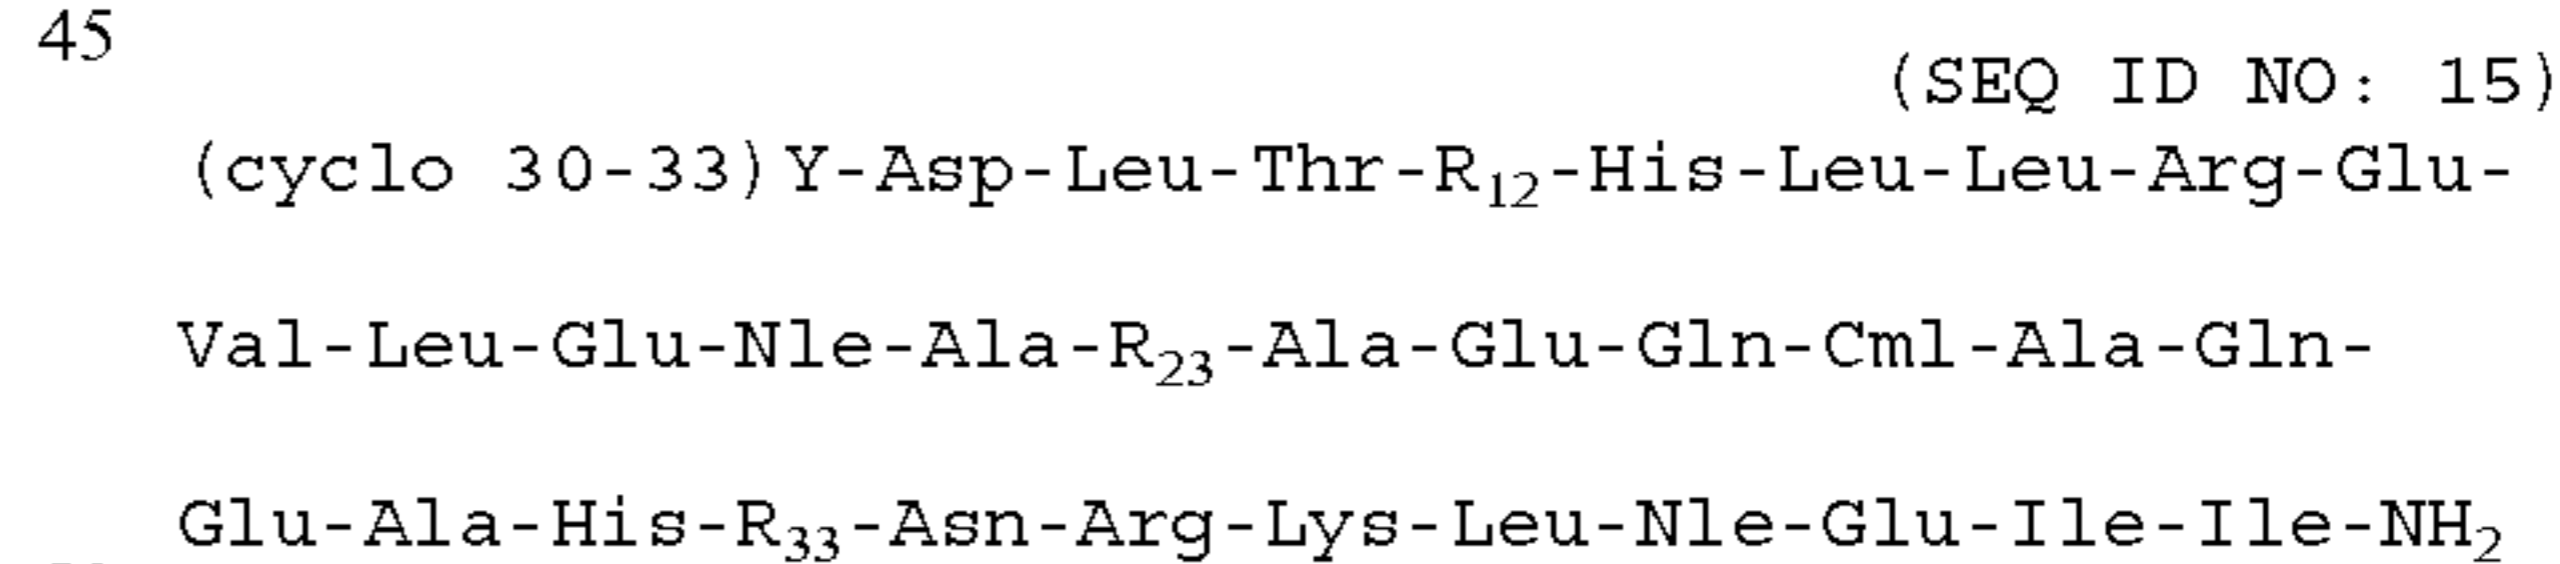 45
(SEQ ID NO: 15)
(cyclo 30-33)Y-Asp-Leu-Thr-R₁₂-His-Leu-Leu-Arg-Glu-
Val-Leu-Glu-Nle-Ala-R₂₃-Ala-Glu-Gln-Cml-Ala-Gln-
Glu-Ala-His-R₃₃-Asn-Arg-Lys-Leu-Nle-Glu-Ile-Ile-NH₂